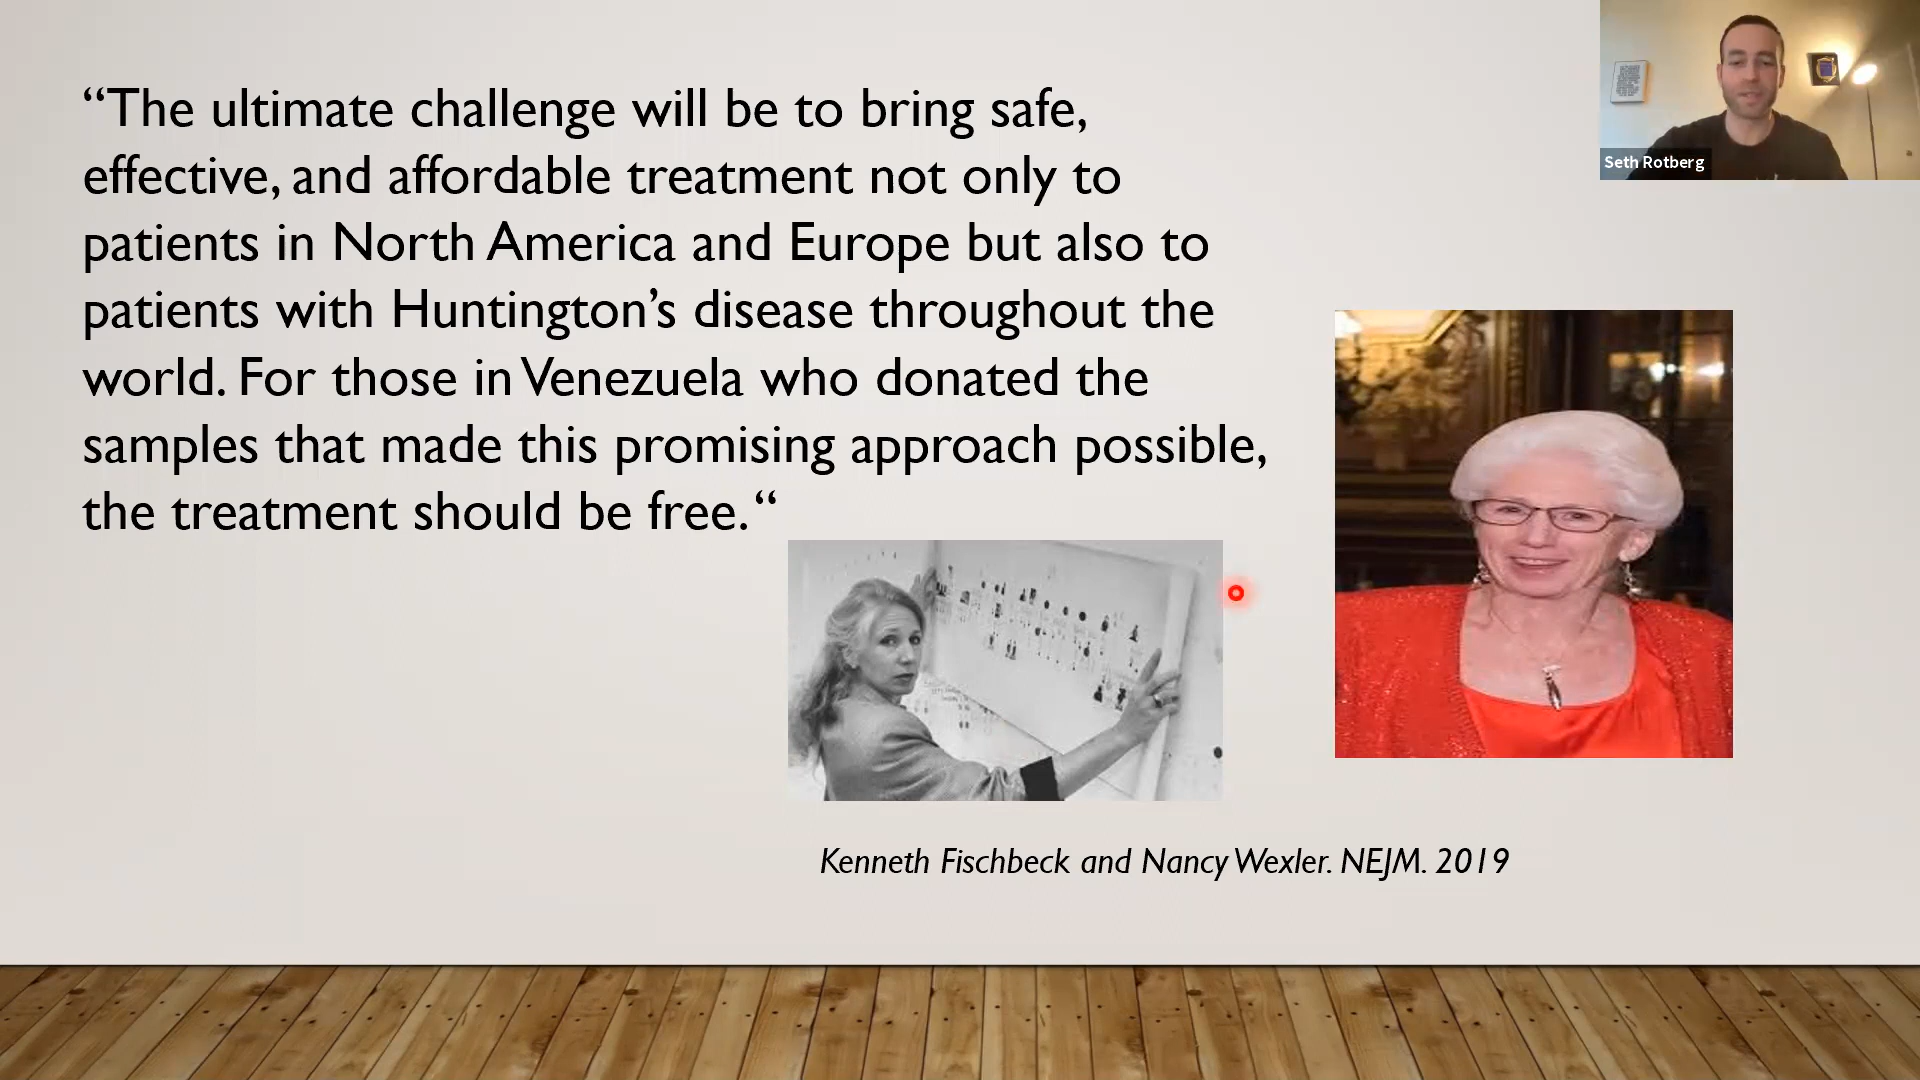 “The ultimate challenge will be to bring safe,
effective, and affordable treatment not only to
patients in North America and Europe but also to
patients with Huntington’s disease throughout the
world. For those in Venezuela who donated the
samples that made this promising approach possible,
the treatment should be free. “
Kenneth Fischbeck and Nancy Wexler. NEJM. 2019
Seth Rotberg